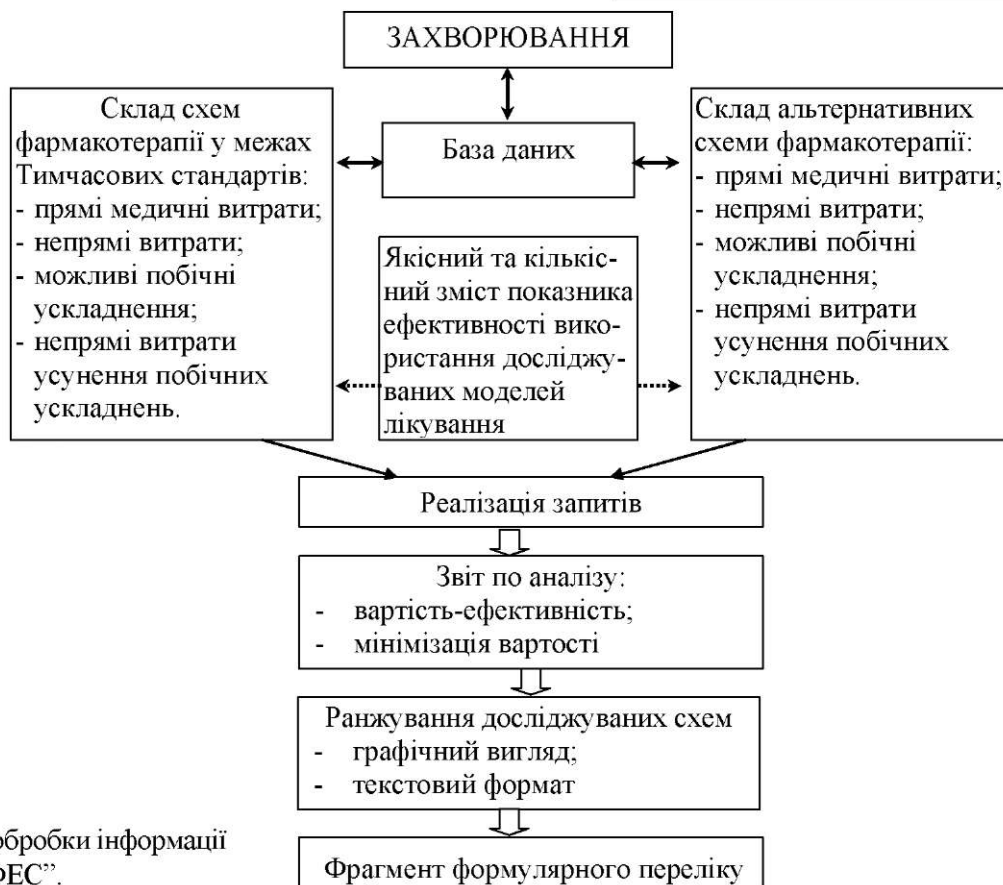 ЗАХВОРЮВАННЯ
Склад схем
фармакотерапії у межах
Тимчасових стандартів:
- прямі медичні витрати;
- непрямі витрати;
- можливі побічні
ускладнення;
- непрямі витрати
усунення побічних
ускладнень.
База даних
Якісний та кількіс-
ний зміст показника
ефективності вико-
ристання досліджу-
ваних моделей
лікування
Склад альтернативних
схеми фармакотерапії:
- прямі медичні витрати;
- непрямі витрати;
- можливі побічні
ускладнення;
- непрямі витрати
усунення побічних
ускладнень.
Реалізація запитів
Звіт по аналізу:
- вартість-ефективність;
- мінімізація вартості
Ранжування досліджуваних схем
- графічний вигляд;
- текстовий формат
обробки інформації
ФЕС”.
Фрагмент формулярного переліку